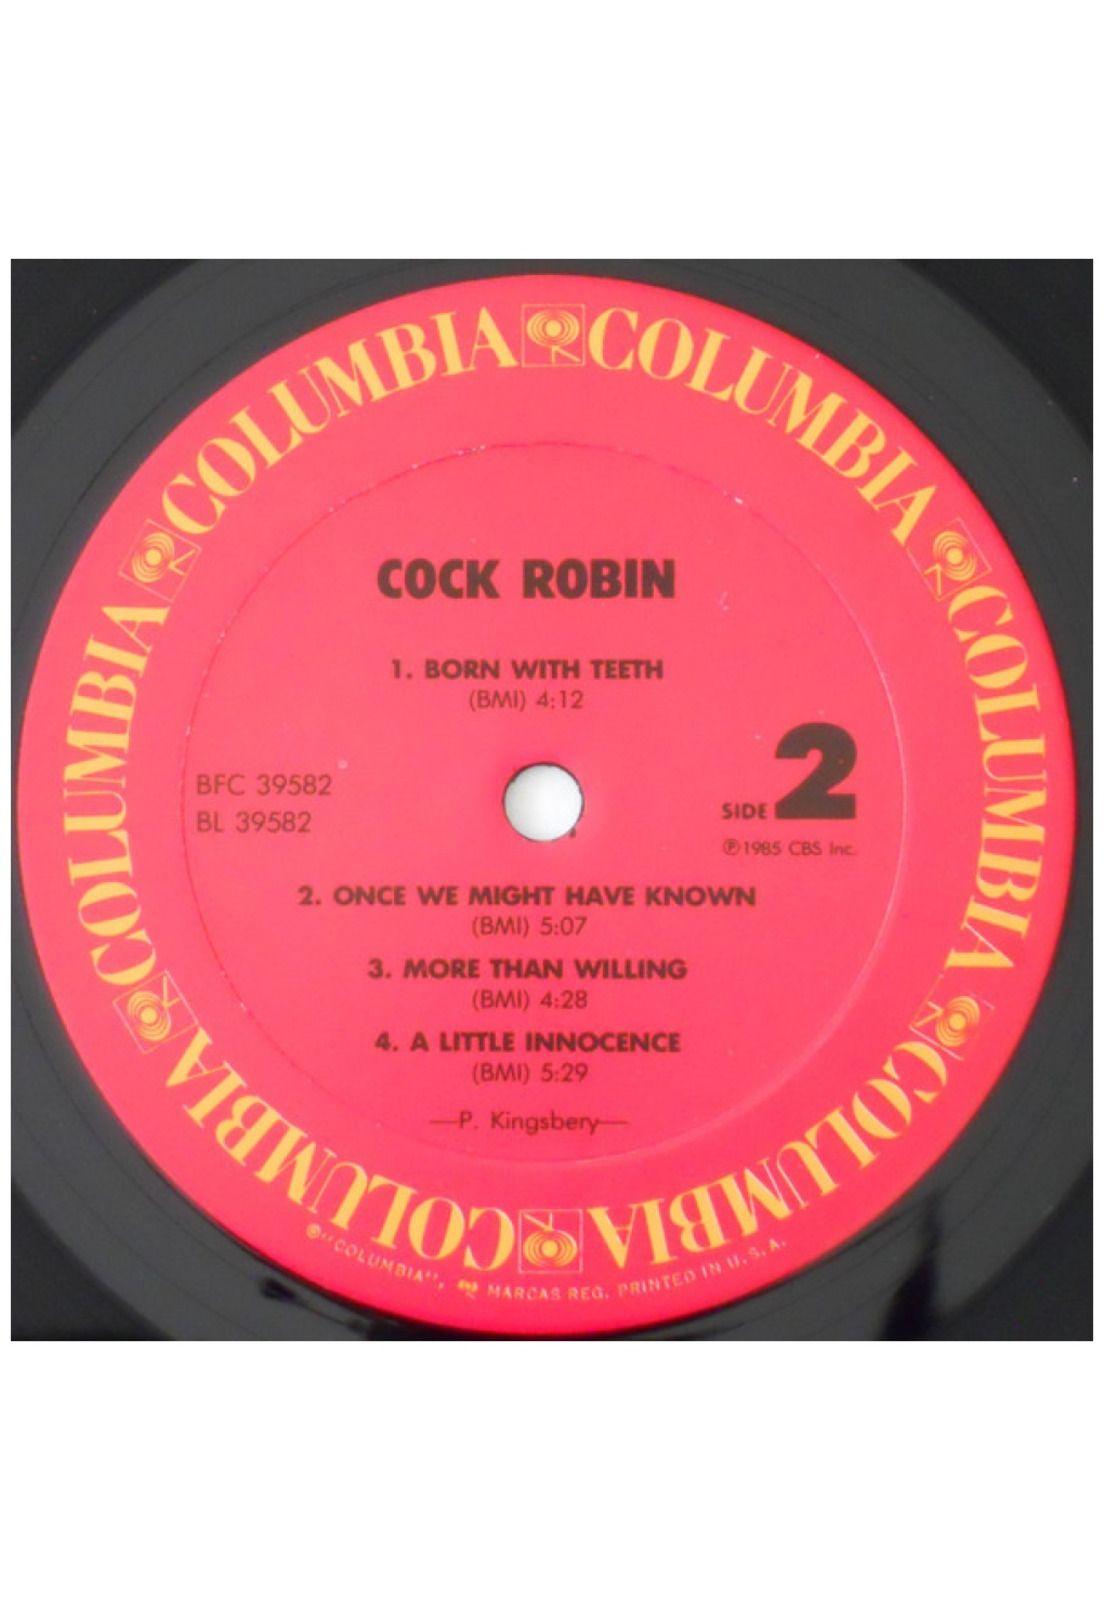 COLUMBIA COLUMBIA COLUMBIA COLUMBIA COLUMBIA COLUMBIA
COCK ROBIN
1. BORN WITH TEETH
(BMI) 4:12
BFC 39582
BL 39582
SIDE 2
℗1985 CBS Inc.
2. ONCE WE MIGHT HAVE KNOWN
(BMI) 5:07
3. MORE THAN WILLING
(BMI) 4:28
4. A LITTLE INNOCENCE
(BMI) 5:29
—P. Kingsbery—
®"COLUMBIA", MARCAS REG. PRINTED IN U.S.A.